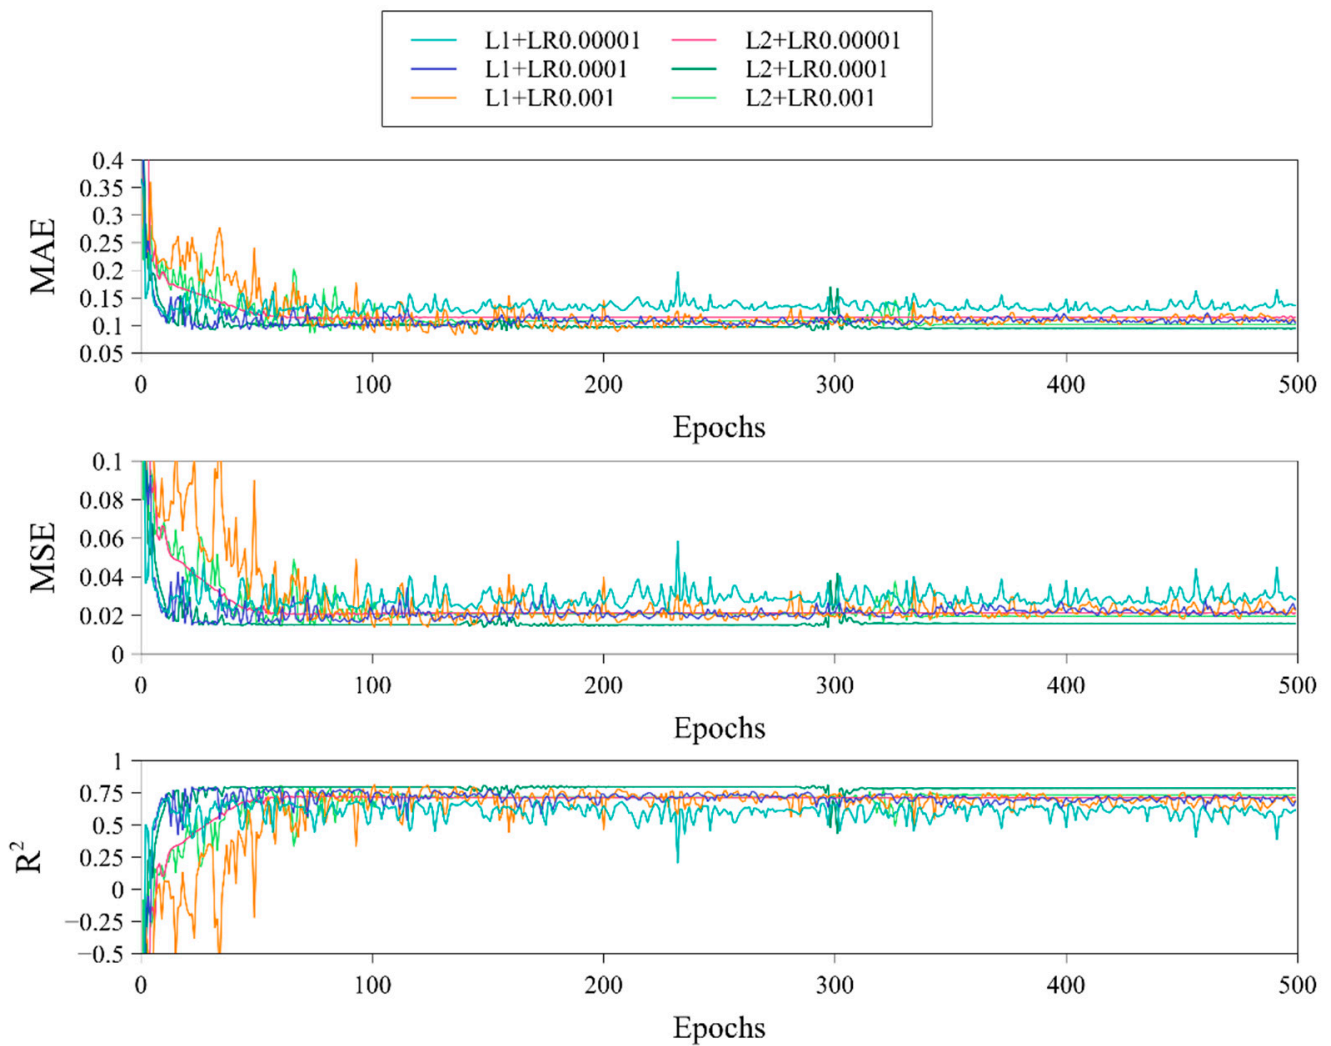 L1+LR0.00001 L2+LR0.00001
L1+LR0.0001 L2+LR0.0001
L1+LR0.001 L2+LR0.001
0.4
0.35
0.3
0.25
0.2
0.15
0.1
0.05
MAE
0 100 200 300 400 500
Epochs
0.1
0.08
0.06
0.04
0.02
0
MSE
0 100 200 300 400 500
Epochs
1
0.75
0.5
0.25
0
−0.25
−0.5
R²
0 100 200 300 400 500
Epochs